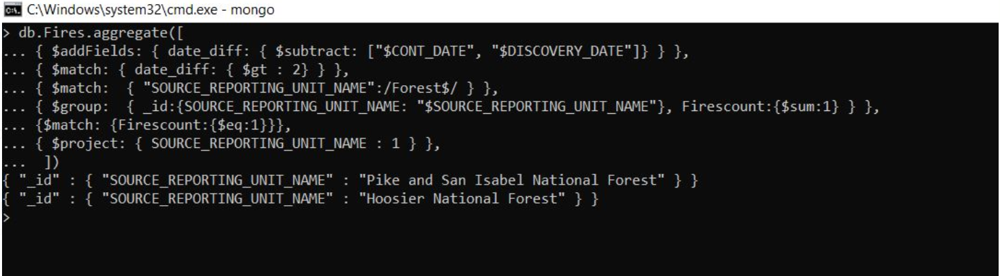 C:\Windows\system32\cmd.exe - mongo
> db.Fires.aggregate([
... { $addFields: { date_diff: { $subtract: ["$CONT_DATE", "$DISCOVERY_DATE"]} } },
... { $match: { date_diff: { $gt : 2} } },
... { $match:  { "SOURCE_REPORTING_UNIT_NAME":/Forest$/ } },
... { $group:  { _id:{SOURCE_REPORTING_UNIT_NAME: "$SOURCE_REPORTING_UNIT_NAME"}, Firescount:{$sum:1} } },
... {$match: {Firescount:{$eq:1}}},
... { $project: { SOURCE_REPORTING_UNIT_NAME : 1 } },
...  ])
{ "_id" : { "SOURCE_REPORTING_UNIT_NAME" : "Pike and San Isabel National Forest" } }
{ "_id" : { "SOURCE_REPORTING_UNIT_NAME" : "Hoosier National Forest" } }
>